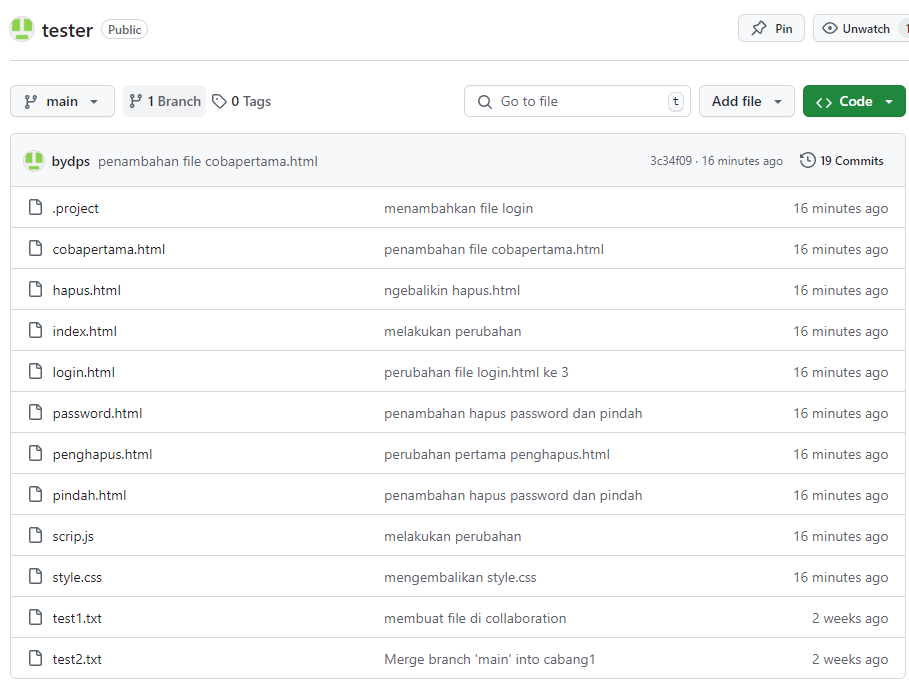 tester Public Pin Unwatch 1
main 1 Branch 0 Tags Go to file t Add file Code
bydps penambahan file cobapertama.html 3c34f09 · 16 minutes ago 19 Commits
.project menambahkan file login 16 minutes ago
cobapertama.html penambahan file cobapertama.html 16 minutes ago
hapus.html ngebalikin hapus.html 16 minutes ago
index.html melakukan perubahan 16 minutes ago
login.html perubahan file login.html ke 3 16 minutes ago
password.html penambahan hapus password dan pindah 16 minutes ago
penghapus.html perubahan pertama penghapus.html 16 minutes ago
pindah.html penambahan hapus password dan pindah 16 minutes ago
scrip.js melakukan perubahan 16 minutes ago
style.css mengembalikan style.css 16 minutes ago
test1.txt membuat file di collaboration 2 weeks ago
test2.txt Merge branch 'main' into cabang1 2 weeks ago